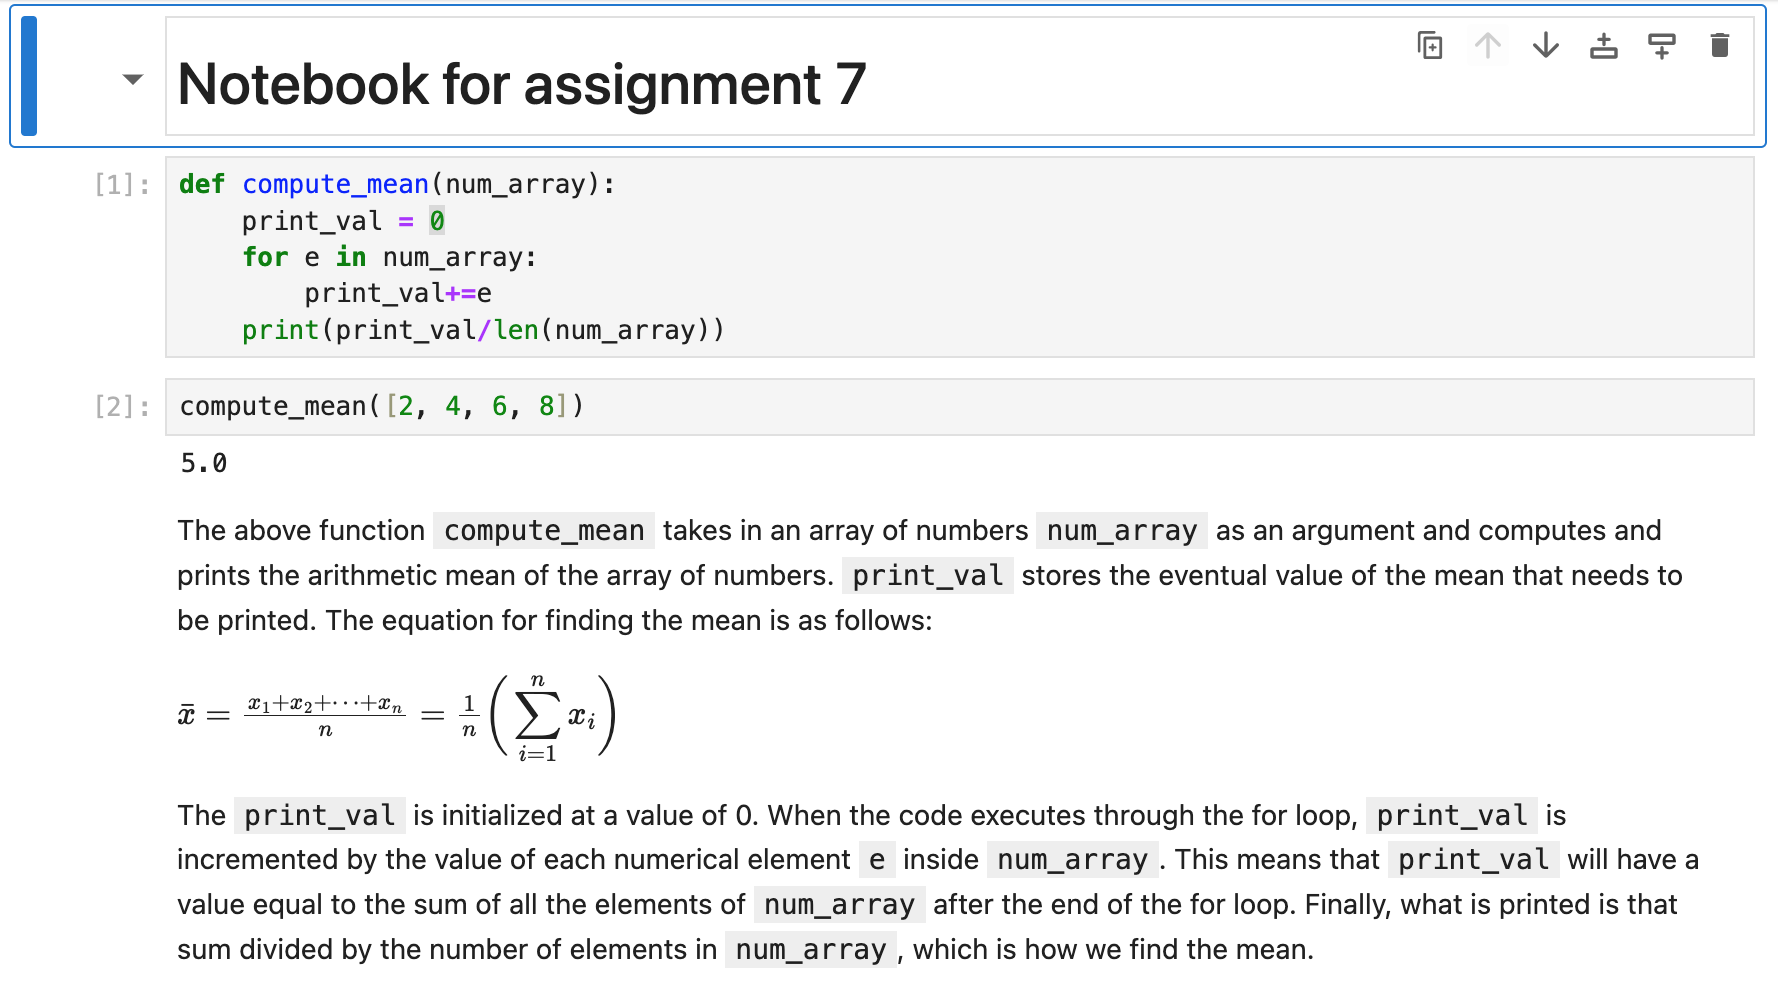 Notebook for assignment 7
[1]:
def compute_mean(num_array):
    print_val = 0
    for e in num_array:
        print_val+=e
    print(print_val/len(num_array))
[2]:
compute_mean([2, 4, 6, 8])
5.0
The above function compute_mean takes in an array of numbers num_array as an argument and computes and
prints the arithmetic mean of the array of numbers. print_val stores the eventual value of the mean that needs to
be printed. The equation for finding the mean is as follows:
x̄ = \frac{x_1+x_2+⋯+x_n}{n} = \frac{1}{n} \left( \sum_{i=1}^{n} x_i \right)
The print_val is initialized at a value of 0. When the code executes through the for loop, print_val is
incremented by the value of each numerical element e inside num_array. This means that print_val will have a
value equal to the sum of all the elements of num_array after the end of the for loop. Finally, what is printed is that
sum divided by the number of elements in num_array, which is how we find the mean.